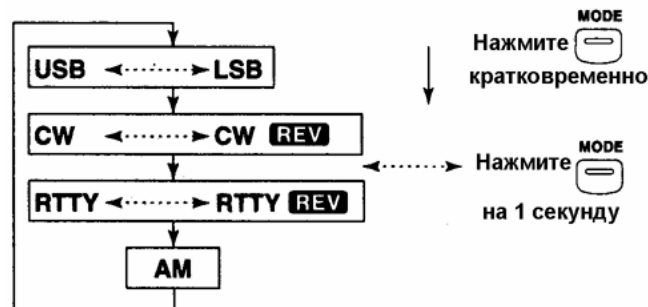 USB LSB
CW CW REV
RTTY RTTY REV
AM
MODE
Нажмите
кратковременно
MODE
Нажмите
на 1 секунду